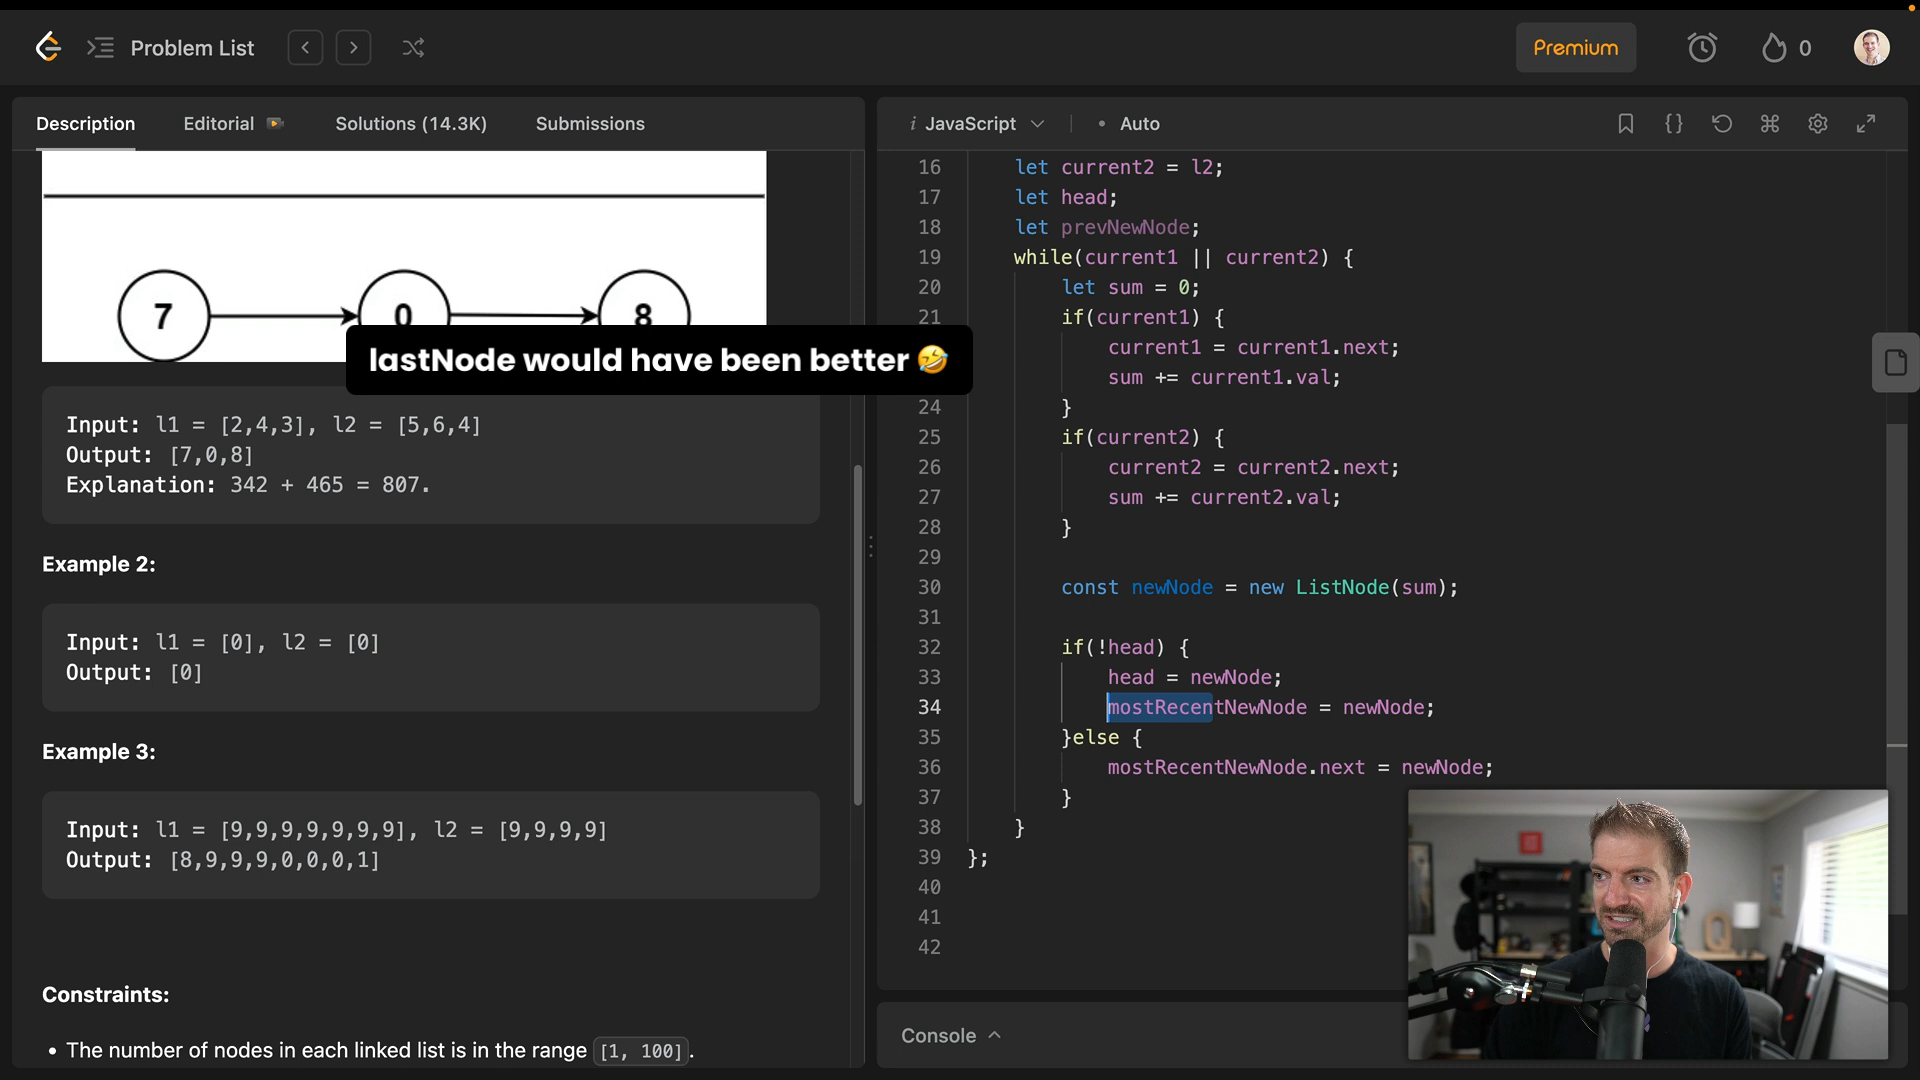 Problem List
Premium
0
Description
Editorial
Solutions (14.3K)
Submissions
7
0
8
lastNode would have been better 🤣
Input: l1 = [2,4,3], l2 = [5,6,4]
Output: [7,0,8]
Explanation: 342 + 465 = 807.
Example 2:
Input: l1 = [0], l2 = [0]
Output: [0]
Example 3:
Input: l1 = [9,9,9,9,9,9,9], l2 = [9,9,9,9]
Output: [8,9,9,9,0,0,0,1]
Constraints:
• The number of nodes in each linked list is in the range [1, 100].
i JavaScript
• Auto
16 let current2 = l2;
17 let head;
18 let prevNewNode;
19 while(current1 || current2) {
20 let sum = 0;
21 if(current1) {
current1 = current1.next;
sum += current1.val;
24 }
25 if(current2) {
26 current2 = current2.next;
27 sum += current2.val;
28 }
29
30 const newNode = new ListNode(sum);
31
32 if(!head) {
33 head = newNode;
34 mostRecentNewNode = newNode;
35 }else {
36 mostRecentNewNode.next = newNode;
37 }
38 }
39 };
40
41
42
Console